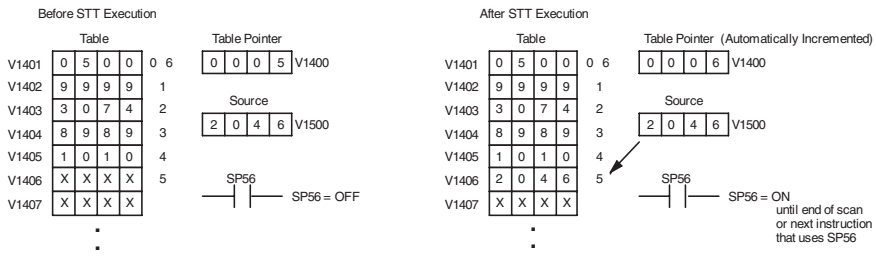 Before STT Execution
Table
Table Pointer
V1401 0 5 0 0 0 6
0 0 0 5 V1400
V1402 9 9 9 9 1
V1403 3 0 7 4 2
Source
V1404 8 9 8 9 3
2 0 4 6 V1500
V1405 1 0 1 0 4
V1406 X X X X 5
V1407 X X X X
SP56
SP56 = OFF
After STT Execution
Table
Table Pointer (Automatically Incremented)
V1401 0 5 0 0 0 6
0 0 0 6 V1400
V1402 9 9 9 9 1
V1403 3 0 7 4 2
Source
V1404 8 9 8 9 3
2 0 4 6 V1500
V1405 1 0 1 0 4
V1406 2 0 4 6 5
V1407 X X X X
SP56
SP56 = ON
until end of scan
or next instruction
that uses SP56